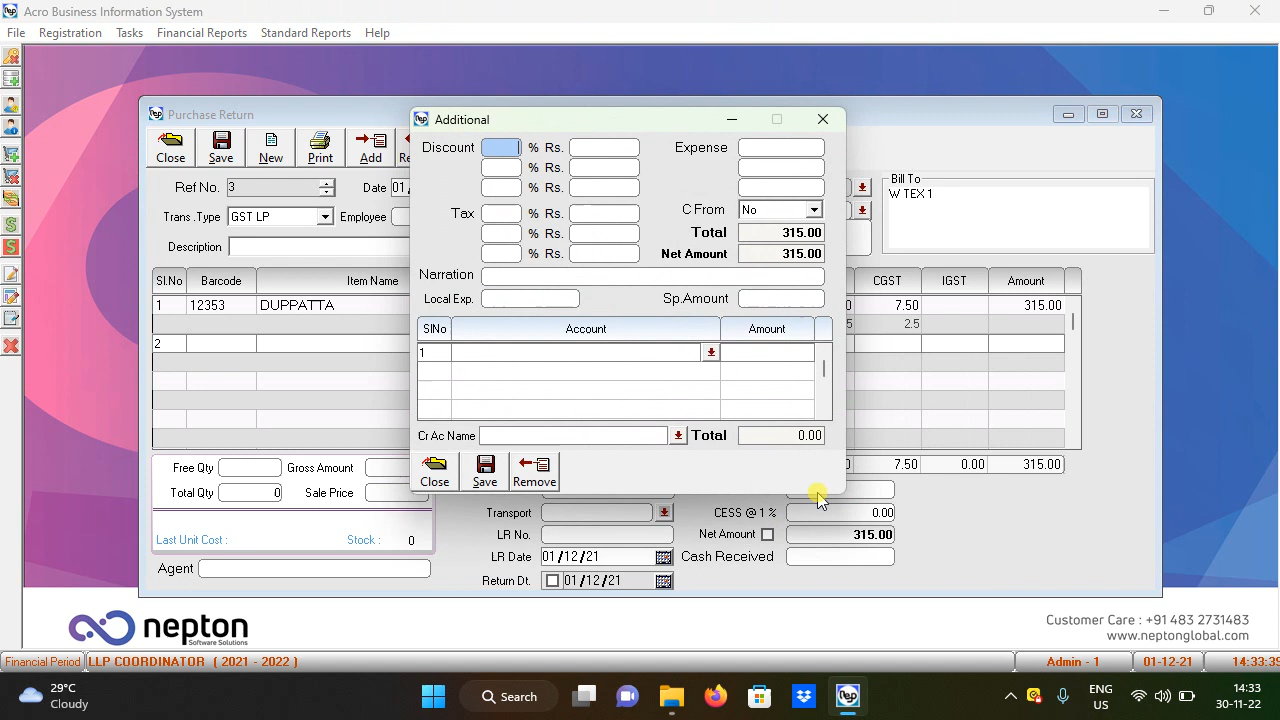 Acro Business Information System
File Registration Tasks Financial Reports Standard Reports Help
Purchase Return
Close Save New Print Add Re
Ref No. 3 Date 01
Trans .Type GST LP Employee
Description
Bill To
W TEX 1
Sl.No Barcode Item Name CGST IGST Amount
1 12353 DUPPATTA 0 7.50 315.00
5 2.5
2
0 7.50 0.00 315.00
Free Qty Gross Amount
Total Qty 0 Sale Price
Last Unit Cost : Stock : 0
Agent
Transport CESS @ 1 % 0.00
LR No. Net Amount 315.00
LR Date 01/12/21 Cash Received
Return Dt. 01/12/21
Additional
Discount % Rs. Expense
% Rs.
% Rs.
Tax % Rs. C From No
% Rs. Total 315.00
% Rs. Net Amount 315.00
Narration
Local Exp. Sp.Amount
SlNo Account Amount
1
Cr Ac Name Total 0.00
Close Save Remove
nepton
Software Solutions
Customer Care : +91 483 2731483
www.neptonglobal.com
Financial Period LLP COORDINATOR ( 2021 - 2022 ) Admin - 1 01-12-21 14:33:39
29°C
Cloudy
Search
ENG
US
14:33
30-11-22